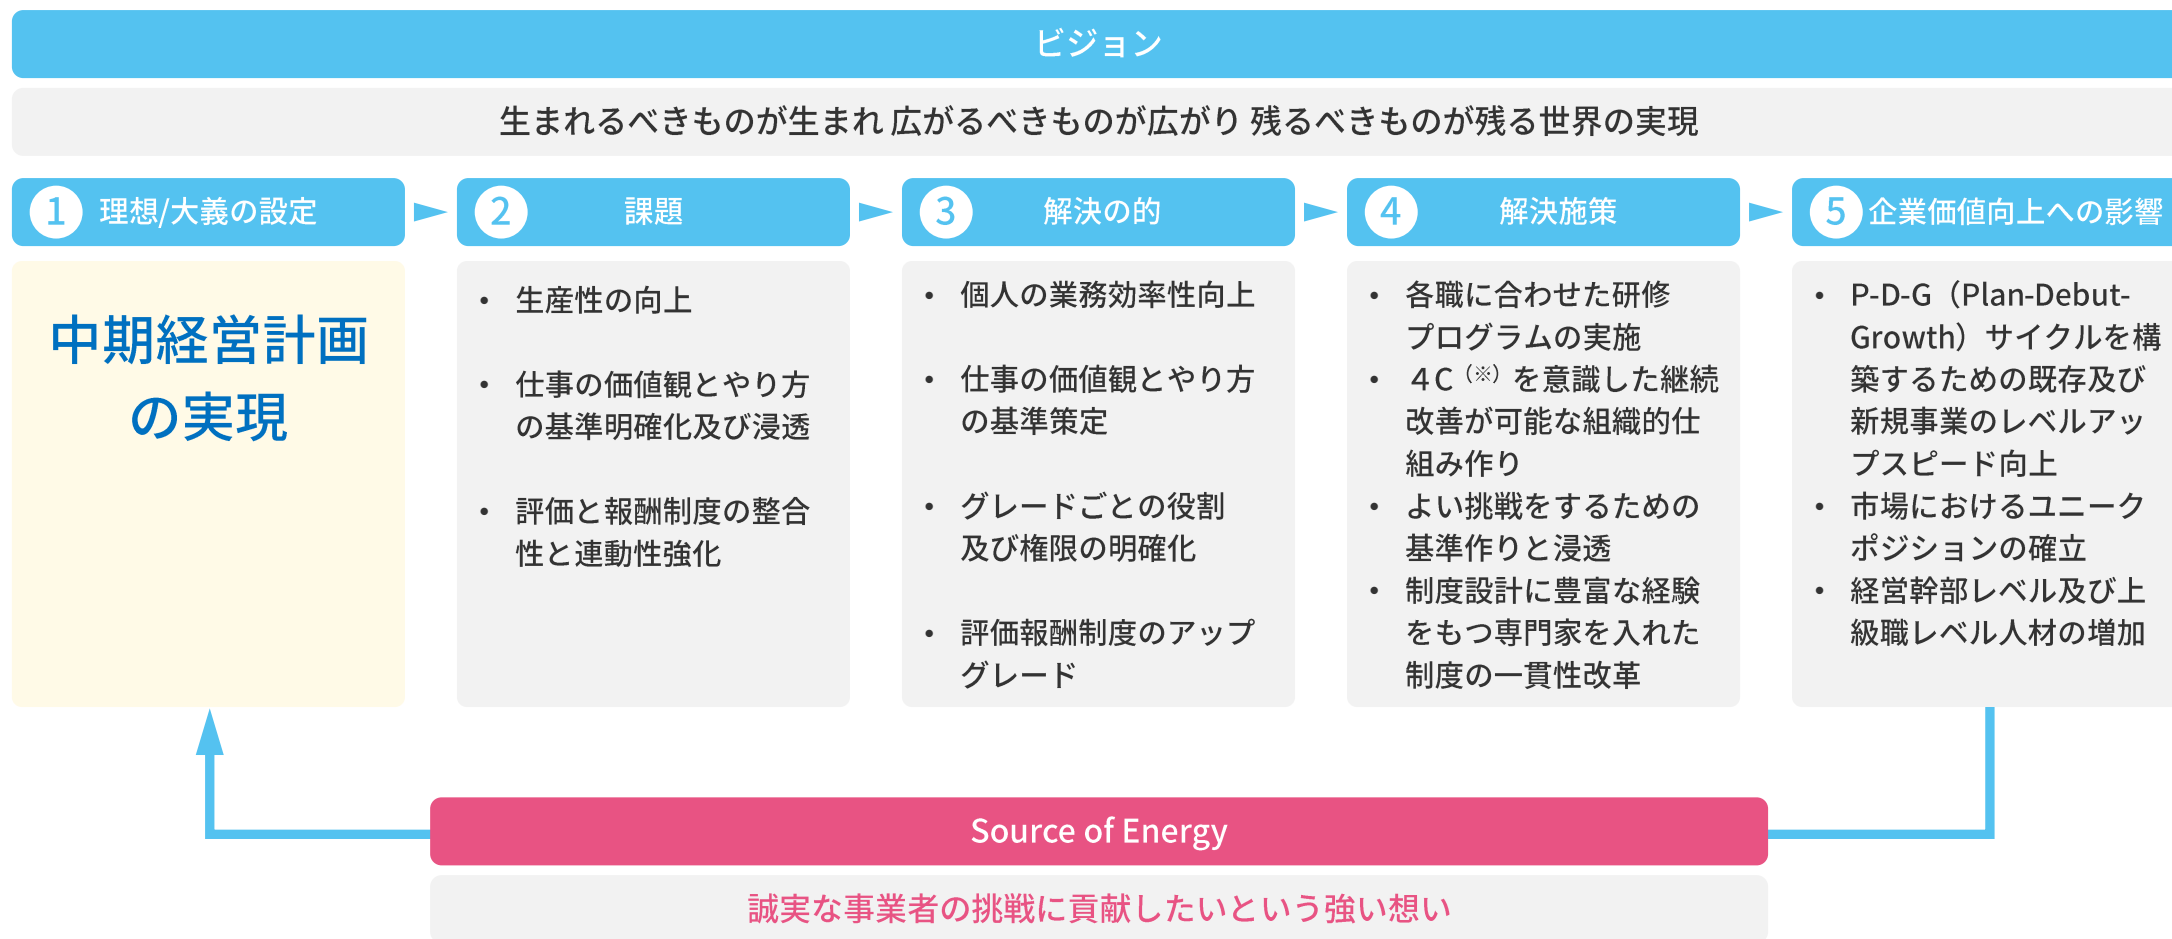 ビジョン
生まれるべきものが生まれ 広がるべきものが広がり 残るべきものが残る世界の実現
1 理想/大義の設定
中期経営計画
の実現
2 課題
• 生産性の向上
• 仕事の価値観とやり方
の基準明確化及び浸透
• 評価と報酬制度の整合
性と連動性強化
3 解決の的
• 個人の業務効率性向上
• 仕事の価値観とやり方
の基準策定
• グレードごとの役割
及び権限の明確化
• 評価報酬制度のアップ
グレード
4 解決施策
• 各職に合わせた研修
プログラムの実施
• ４C（※）を意識した継続
改善が可能な組織的仕
組み作り
• よい挑戦をするための
基準作りと浸透
• 制度設計に豊富な経験
をもつ専門家を入れた
制度の一貫性改革
5 企業価値向上への影響
• P-D-G（Plan-Debut-
Growth）サイクルを構
築するための既存及び
新規事業のレベルアッ
プスピード向上
• 市場におけるユニーク
ポジションの確立
• 経営幹部レベル及び上
級職レベル人材の増加
Source of Energy
誠実な事業者の挑戦に貢献したいという強い想い